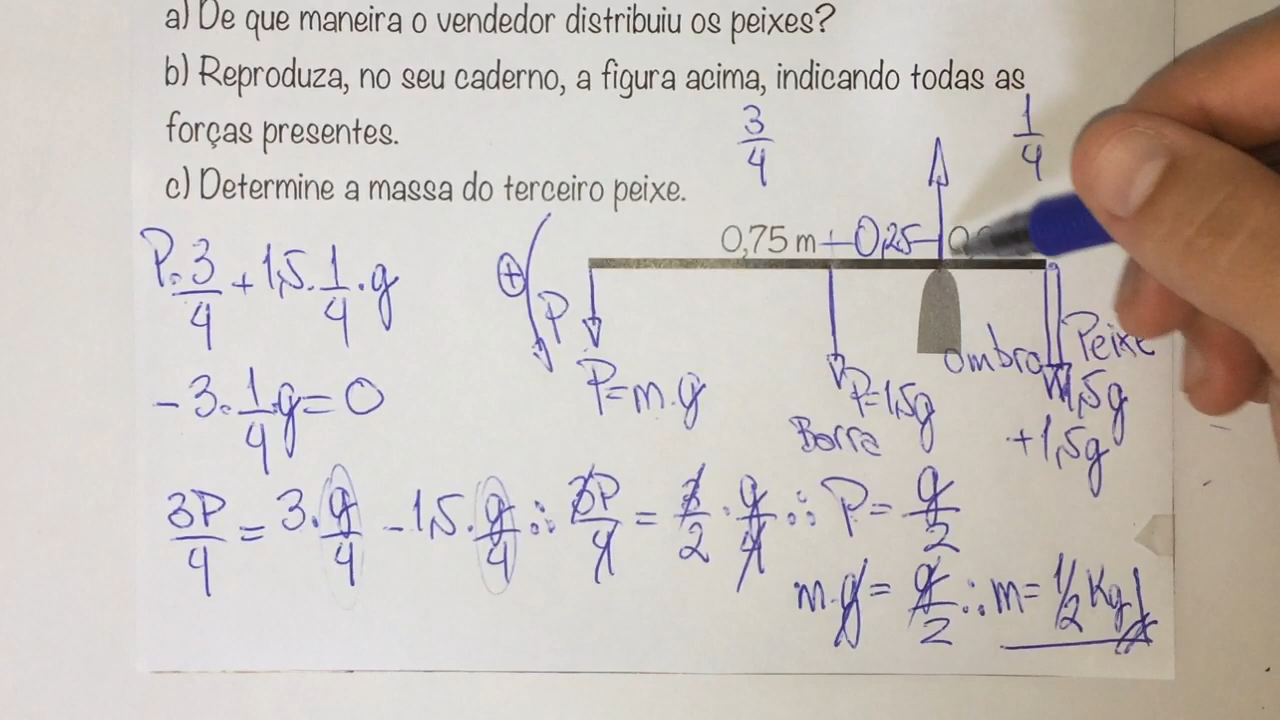 a) De que maneira o vendedor distribuiu os peixes?
b) Reproduza, no seu caderno, a figura acima, indicando todas as
forças presentes.
c) Determine a massa do terceiro peixe.
3/4
1/4
0,75 m
0,25
P·3/4 + 1,5·1/4·g
- 3·1/4 g = 0
⊕
P
P=m.g
P=1,5g
Barra
ombro
Peixe
1,5g
+1,5g
3P/4 = 3·g/4 - 1,5·g/4 ∴ 3P/4 = 3/2·g/4 ∴ P = g/2
m.g = g/2 ∴ m = 1/2 Kg